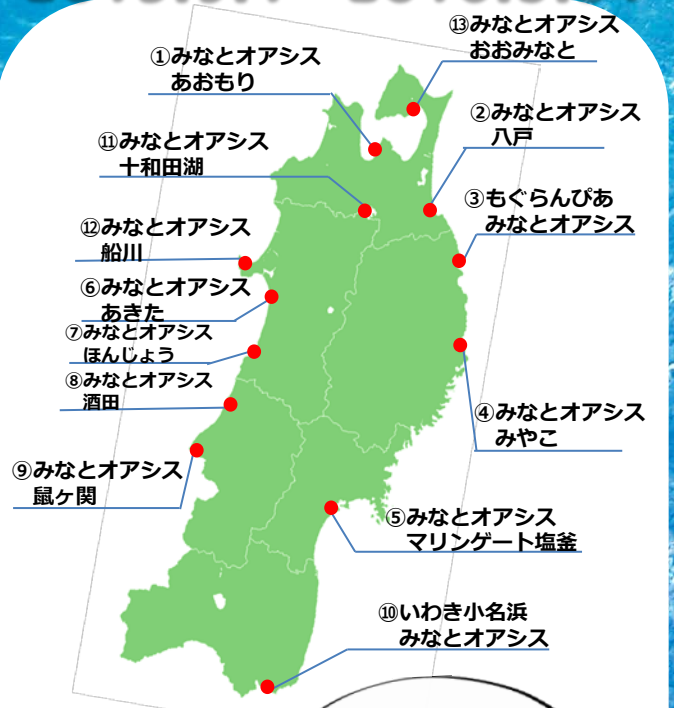 ⑬みなとオアシス
おおみなと
①みなとオアシス
あおもり
②みなとオアシス
八戸
⑪みなとオアシス
十和田湖
③もぐらんぴあ
みなとオアシス
⑫みなとオアシス
船川
⑥みなとオアシス
あきた
⑦みなとオアシス
ほんじょう
⑧みなとオアシス
酒田
④みなとオアシス
みやこ
⑨みなとオアシス
鼠ヶ関
⑤みなとオアシス
マリンゲート塩釜
⑩いわき小名浜
みなとオアシス